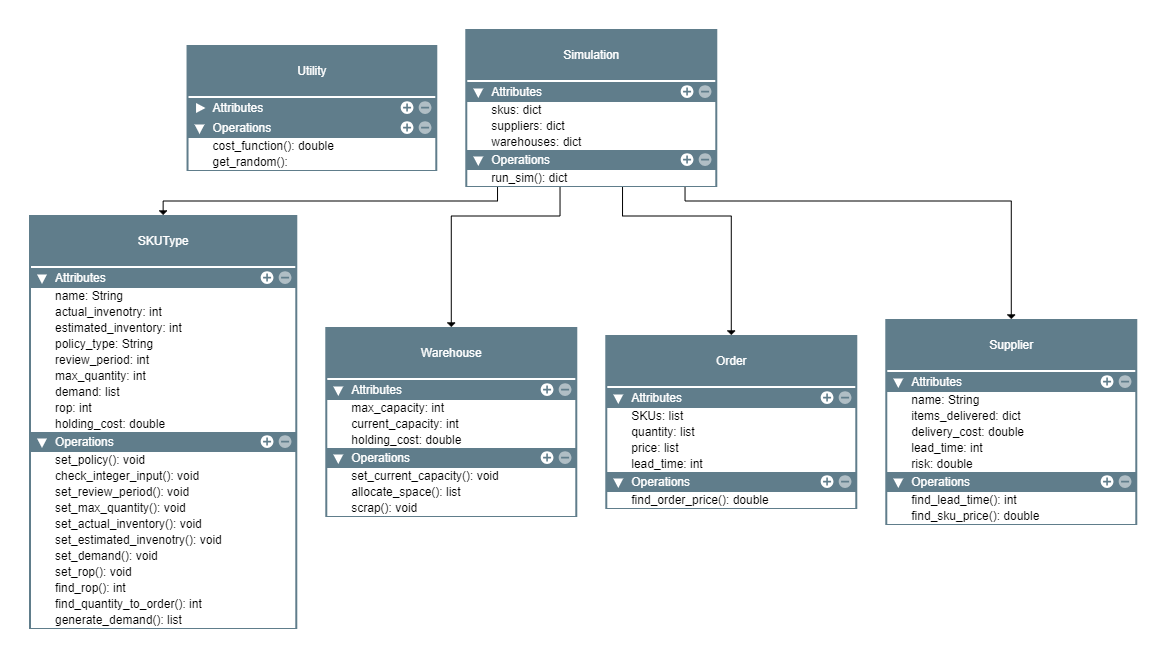 Utility
Attributes
Operations
cost_function(): double
get_random():
Simulation
Attributes
skus: dict
suppliers: dict
warehouses: dict
Operations
run_sim(): dict
SKUType
Attributes
name: String
actual_invenotry: int
estimated_inventory: int
policy_type: String
review_period: int
max_quantity: int
demand: list
rop: int
holding_cost: double
Operations
set_policy(): void
check_integer_input(): void
set_review_period(): void
set_max_quantity(): void
set_actual_inventory(): void
set_estimated_invenotry(): void
set_demand(): void
set_rop(): void
find_rop(): int
find_quantity_to_order(): int
generate_demand(): list
Warehouse
Attributes
max_capacity: int
current_capacity: int
holding_cost: double
Operations
set_current_capacity(): void
allocate_space(): list
scrap(): void
Order
Attributes
SKUs: list
quantity: list
price: list
lead_time: int
Operations
find_order_price(): double
Supplier
Attributes
name: String
items_delivered: dict
delivery_cost: double
lead_time: int
risk: double
Operations
find_lead_time(): int
find_sku_price(): double